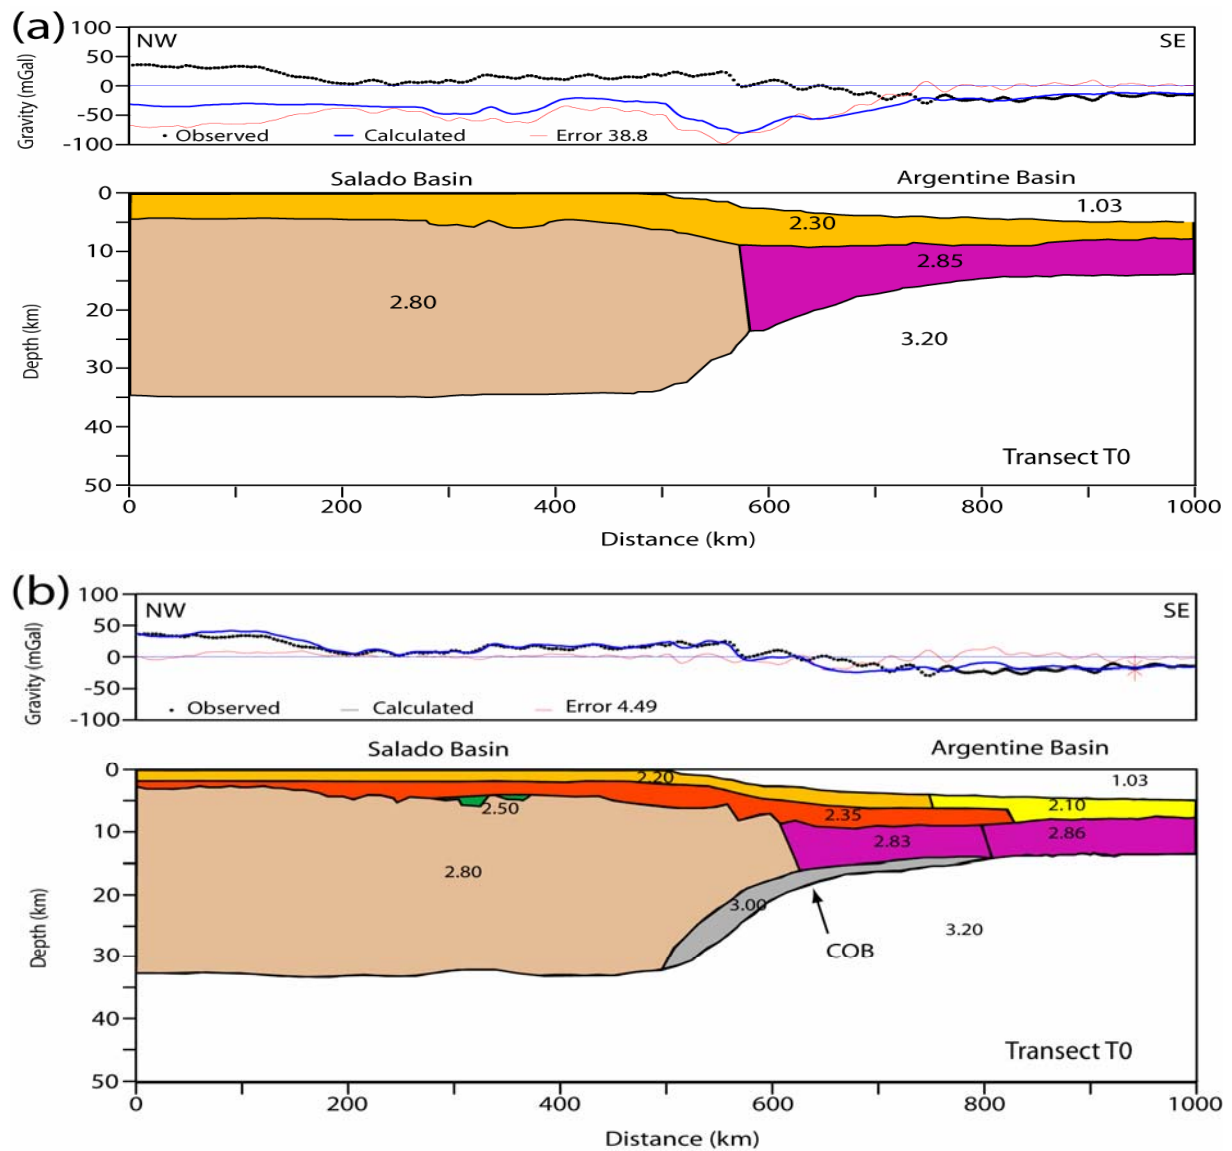 (a)
100
50
0
-50
-100
Gravity (mGal)
NW
SE
Observed
Calculated
Error 38.8
Salado Basin
Argentine Basin
0
10
20
30
40
50
Depth (km)
1.03
2.30
2.85
2.80
3.20
Transect T0
0 200 400 600 800 1000
Distance (km)
(b)
100
50
0
-50
-100
Gravity (mGal)
NW
SE
Observed
Calculated
Error 4.49
Salado Basin
Argentine Basin
0
10
20
30
40
50
Depth (km)
2.20
1.03
2.10
2.50
2.35
2.83
2.86
2.80
3.00
3.20
COB
Transect T0
0 200 400 600 800 1000
Distance (km)